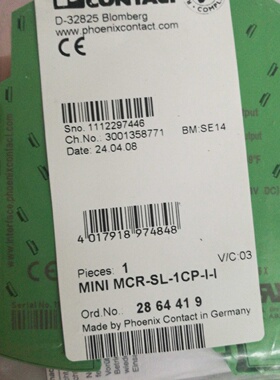 CONTACT
D-32825 Blomberg
www.phoenixcontact.com
CE
Sno. 1112297446
Ch.No.: 3001358771 BM:SE14
Date: 24.04.08
4 017918 974848
Pieces: 1 V/C:03
MINI MCR-SL-1CP-I-I
Ord.No.: 28 64 41 9
Made by Phoenix Contact in Germany